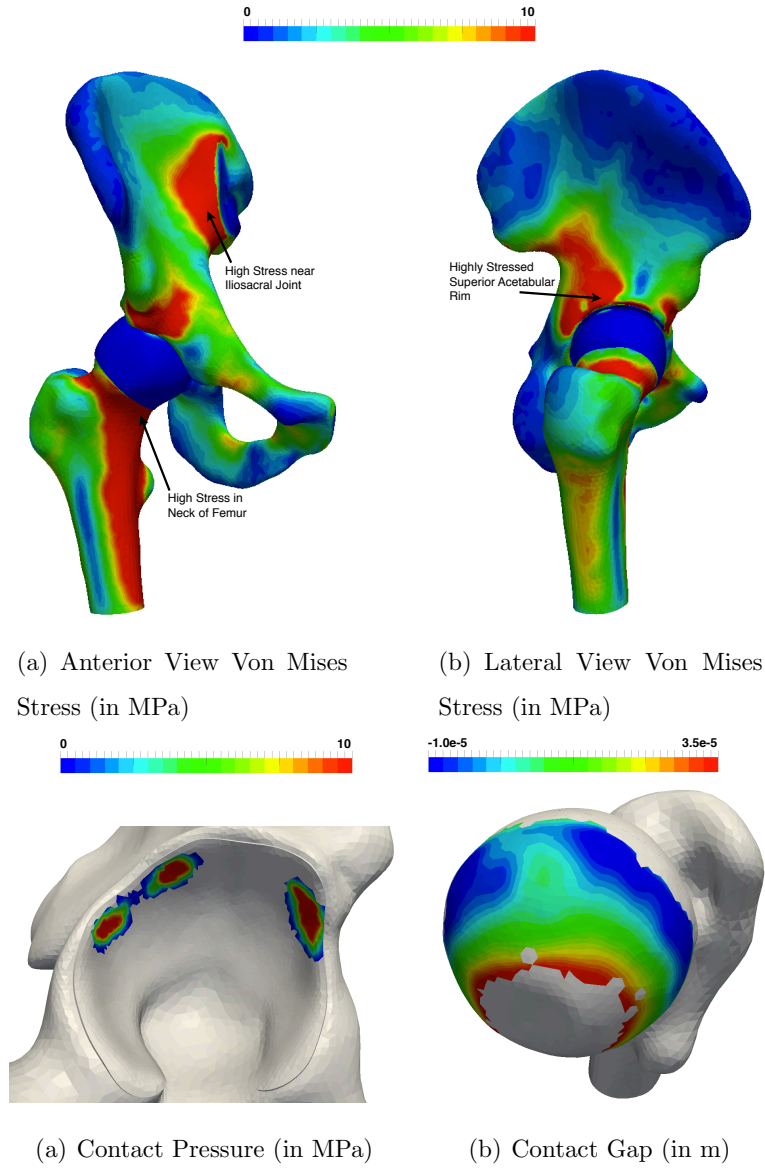 0 10
High Stress near
Iliosacral Joint
High Stress in
Neck of Femur
Highly Stressed
Superior Acetabular
Rim
(a) Anterior View Von Mises
Stress (in MPa)
(b) Lateral View Von Mises
Stress (in MPa)
0 10
-1.0e-5 3.5e-5
(a) Contact Pressure (in MPa)
(b) Contact Gap (in m)